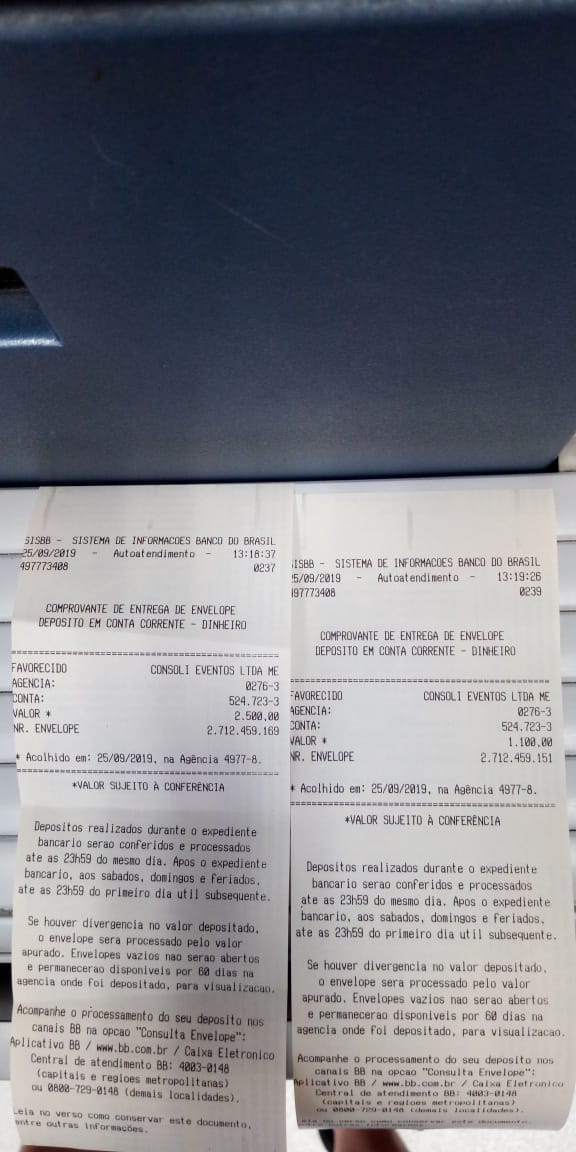 SISBB - SISTEMA DE INFORMACOES BANCO DO BRASIL
25/09/2019 - Autoatendimento - 13:18:37
497773408 0237
COMPROVANTE DE ENTREGA DE ENVELOPE
DEPOSITO EM CONTA CORRENTE - DINHEIRO
FAVORECIDO CONSOLI EVENTOS LTDA ME
AGENCIA: 0276-3
CONTA: 524.723-3
VALOR * 2.500,00
NR. ENVELOPE 2.712.459.169
* Acolhido em: 25/09/2019, na Agência 4977-8.
*VALOR SUJEITO À CONFERÊNCIA
Depositos realizados durante o expediente
bancario serao conferidos e processados
ate as 23h59 do mesmo dia. Apos o expediente
bancario, aos sabados, domingos e feriados,
ate as 23h59 do primeiro dia util subsequente.
Se houver divergencia no valor depositado,
o envelope sera processado pelo valor
apurado. Envelopes vazios nao serao abertos
e permanecerao disponiveis por 60 dias na
agencia onde foi depositado, para visualizacao.
Acompanhe o processamento do seu deposito nos
canais BB na opcao "Consulta Envelope":
Aplicativo BB / www.bb.com.br / Caixa Eletronico
Central de atendimento BB: 4003-0148
(capitais e regioes metropolitanas)
ou 0800-729-0148 (demais localidades).
Leia no verso como conservar este documento,
entre outras informações.
ISBB - SISTEMA DE INFORMACOES BANCO DO BRASIL
25/09/2019 - Autoatendimento - 13:19:26
497773408 0239
COMPROVANTE DE ENTREGA DE ENVELOPE
DEPOSITO EM CONTA CORRENTE - DINHEIRO
FAVORECIDO CONSOLI EVENTOS LTDA ME
AGENCIA: 0276-3
CONTA: 524.723-3
VALOR * 1.100,00
NR. ENVELOPE 2.712.459.151
* Acolhido em: 25/09/2019, na Agência 4977-8.
*VALOR SUJEITO À CONFERÊNCIA
Depositos realizados durante o expediente
bancario serao conferidos e processados
ate as 23h59 do mesmo dia. Apos o expediente
bancario, aos sabados, domingos e feriados,
ate as 23h59 do primeiro dia util subsequente.
Se houver divergencia no valor depositado,
o envelope sera processado pelo valor
apurado. Envelopes vazios nao serao abertos
e permanecerao disponiveis por 60 dias na
agencia onde foi depositado, para visualizacao.
Acompanhe o processamento do seu deposito nos
canais BB na opcao "Consulta Envelope":
Aplicativo BB / www.bb.com.br / Caixa Eletronico
Central de atendimento BB: 4003-0148
(capitais e regioes metropolitanas)
ou 0800-729-0148 (demais localidades).
Leia no verso como conservar este documento,